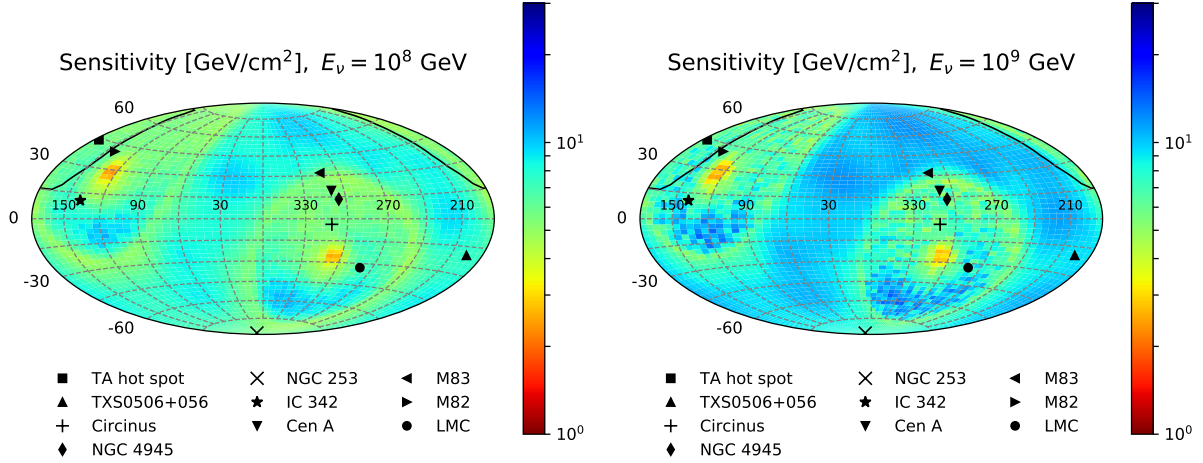 Sensitivity [GeV/cm²], Eν = 10⁸ GeV
60
30
0
-30
-60
150 90 30 330 270 210
10¹
10⁰
TA hot spot
TXS0506+056
Circinus
NGC 4945
NGC 253
IC 342
Cen A
M83
M82
LMC
Sensitivity [GeV/cm²], Eν = 10⁹ GeV
60
30
0
-30
-60
150 90 30 330 270 210
10¹
10⁰
TA hot spot
TXS0506+056
Circinus
NGC 4945
NGC 253
IC 342
Cen A
M83
M82
LMC